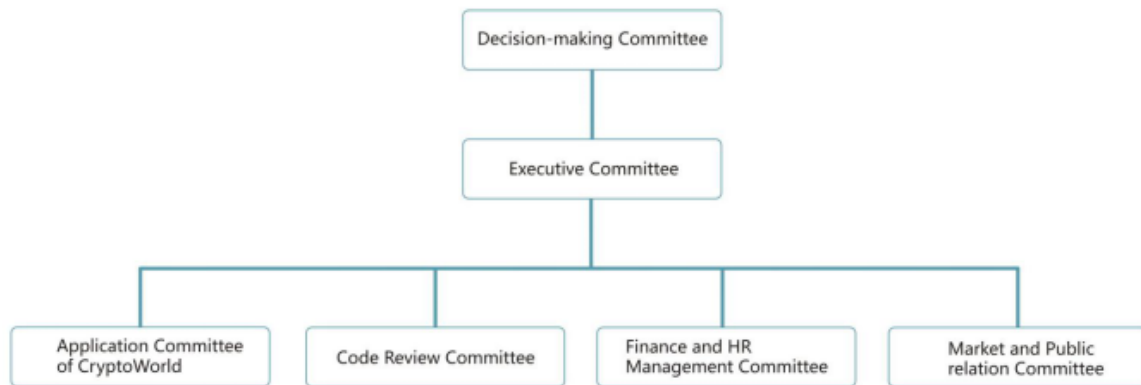 Decision-making Committee
Executive Committee
Application Committee
of CryptoWorld
Code Review Committee
Finance and HR
Management Committee
Market and Public
relation Committee